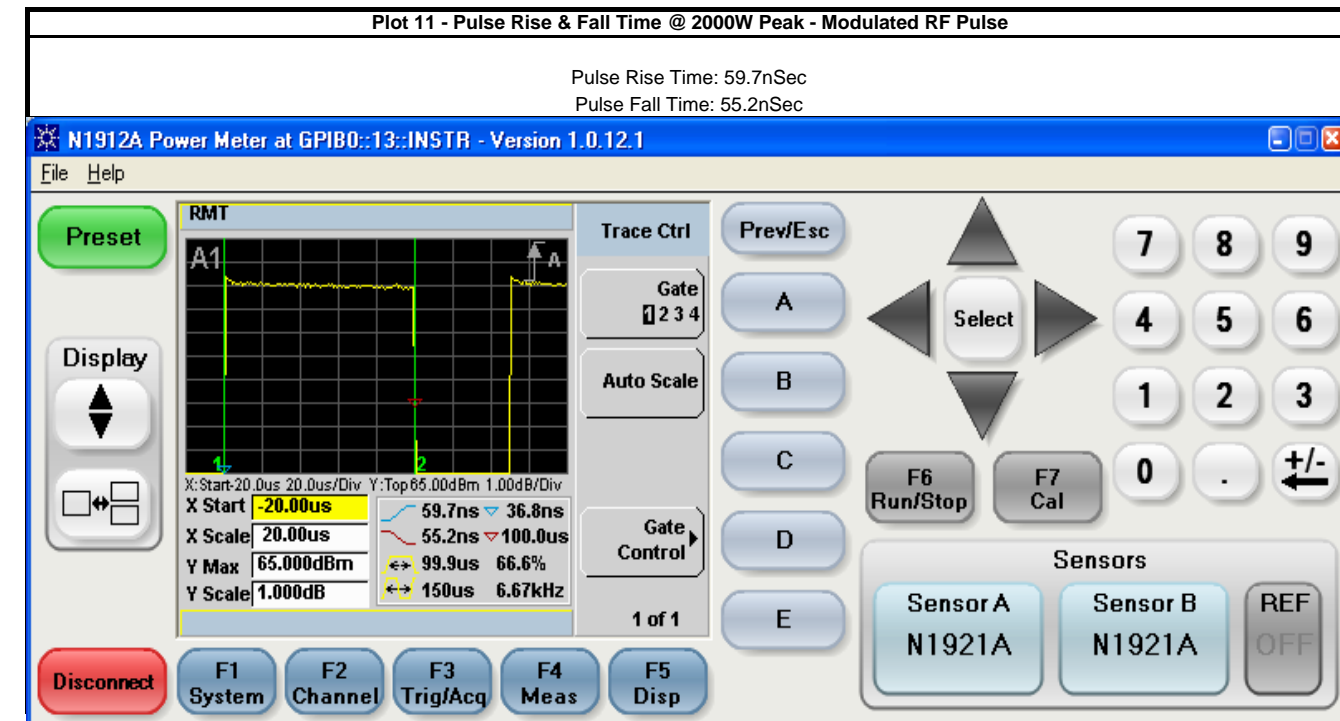 Plot 11 - Pulse Rise & Fall Time @ 2000W Peak - Modulated RF Pulse
Pulse Rise Time: 59.7nSec
Pulse Fall Time: 55.2nSec
N1912A Power Meter at GPIB0::13::INSTR - Version 1.0.12.1
File Help
Preset
Display
Disconnect
RMT
A1
A
1
2
X:Start-20.0us 20.0us/Div Y:Top65.00dBm 1.00dB/Div
X Start -20.00us
X Scale 20.00us
Y Max 65.000dBm
Y Scale 1.000dB
59.7ns 36.8ns
55.2ns 100.0us
99.9us 66.6%
150us 6.67kHz
Trace Ctrl
Gate
1 2 3 4
Auto Scale
Gate
Control
1 of 1
F1
System
F2
Channel
F3
Trig/Acq
F4
Meas
F5
Disp
Prev/Esc
A
B
C
D
E
Select
F6
Run/Stop
F7
Cal
7 8 9
4 5 6
1 2 3
0 . +/-
Sensors
Sensor A
N1921A
Sensor B
N1921A
REF
OFF